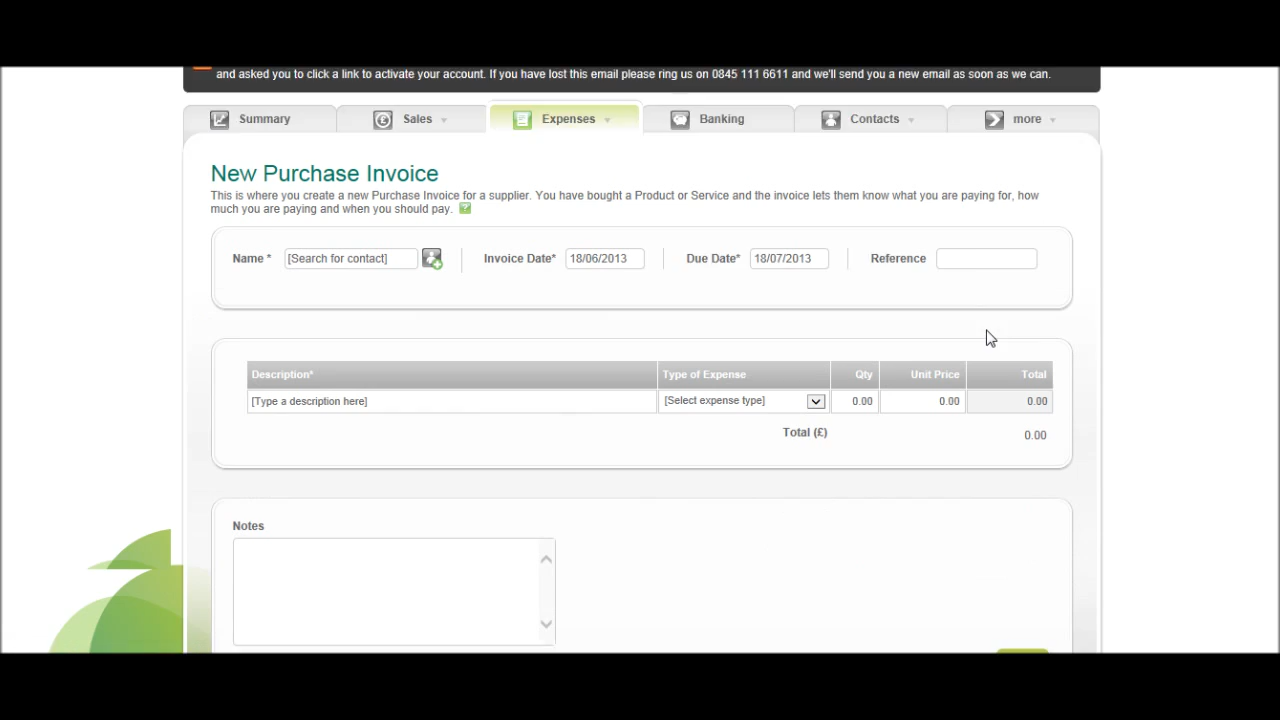 and asked you to click a link to activate your account. If you have lost this email please ring us on 0845 111 6611 and we'll send you a new email as soon as we can.
Summary Sales Expenses Banking Contacts more
New Purchase Invoice
This is where you create a new Purchase Invoice for a supplier. You have bought a Product or Service and the invoice lets them know what you are paying for, how
much you are paying and when you should pay. ?
Name * [Search for contact] Invoice Date* 18/06/2013 Due Date* 18/07/2013 Reference
Description* Type of Expense Qty Unit Price Total
[Type a description here] [Select expense type] 0.00 0.00 0.00
Total (£) 0.00
Notes